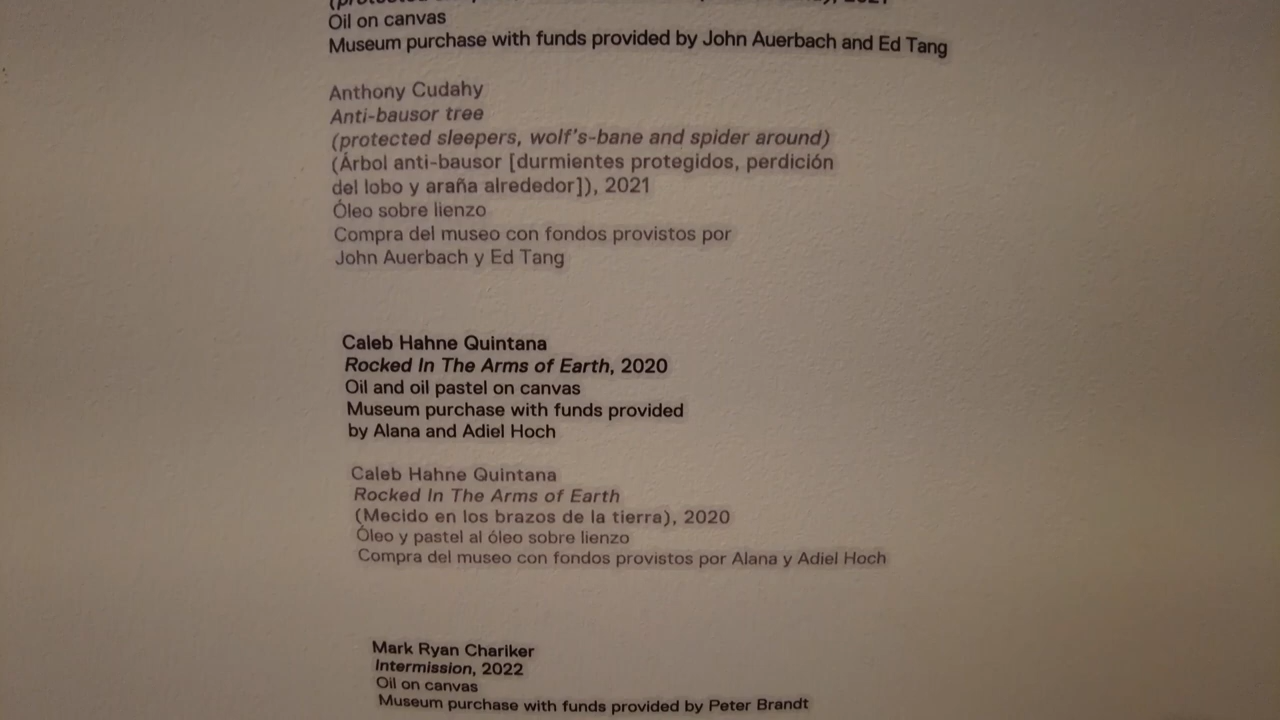 Oil on canvas
Museum purchase with funds provided by John Auerbach and Ed Tang
Anthony Cudahy
Anti-bausor tree
(protected sleepers, wolf's-bane and spider around)
(Árbol anti-bausor [durmientes protegidos, perdición
del lobo y araña alrededor]), 2021
Óleo sobre lienzo
Compra del museo con fondos provistos por
John Auerbach y Ed Tang
Caleb Hahne Quintana
Rocked In The Arms of Earth, 2020
Oil and oil pastel on canvas
Museum purchase with funds provided
by Alana and Adiel Hoch
Caleb Hahne Quintana
Rocked In The Arms of Earth
(Mecido en los brazos de la tierra), 2020
Óleo y pastel al óleo sobre lienzo
Compra del museo con fondos provistos por Alana y Adiel Hoch
Mark Ryan Chariker
Intermission, 2022
Oil on canvas
Museum purchase with funds provided by Peter Brandt